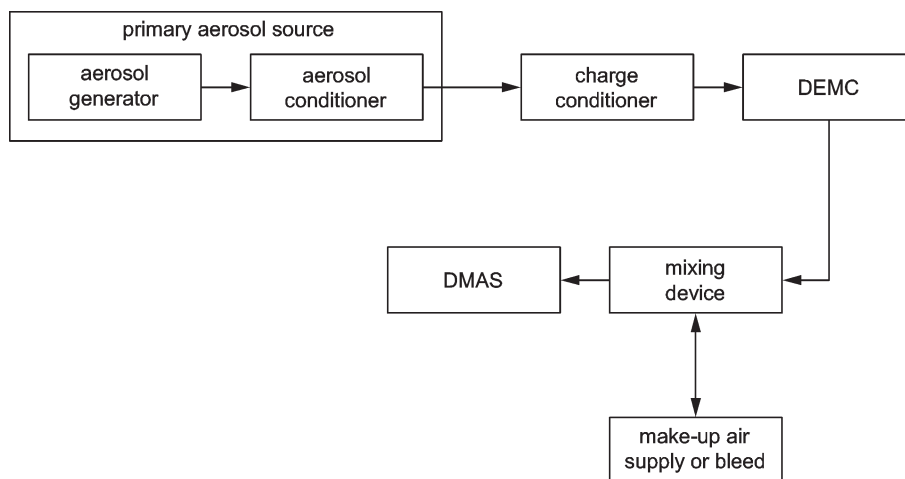 primary aerosol source
aerosol
generator
aerosol
conditioner
charge
conditioner
DEMC
DMAS
mixing
device
make-up air
supply or bleed